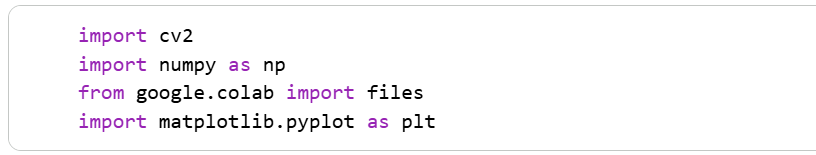 import cv2
import numpy as np
from google.colab import files
import matplotlib.pyplot as plt